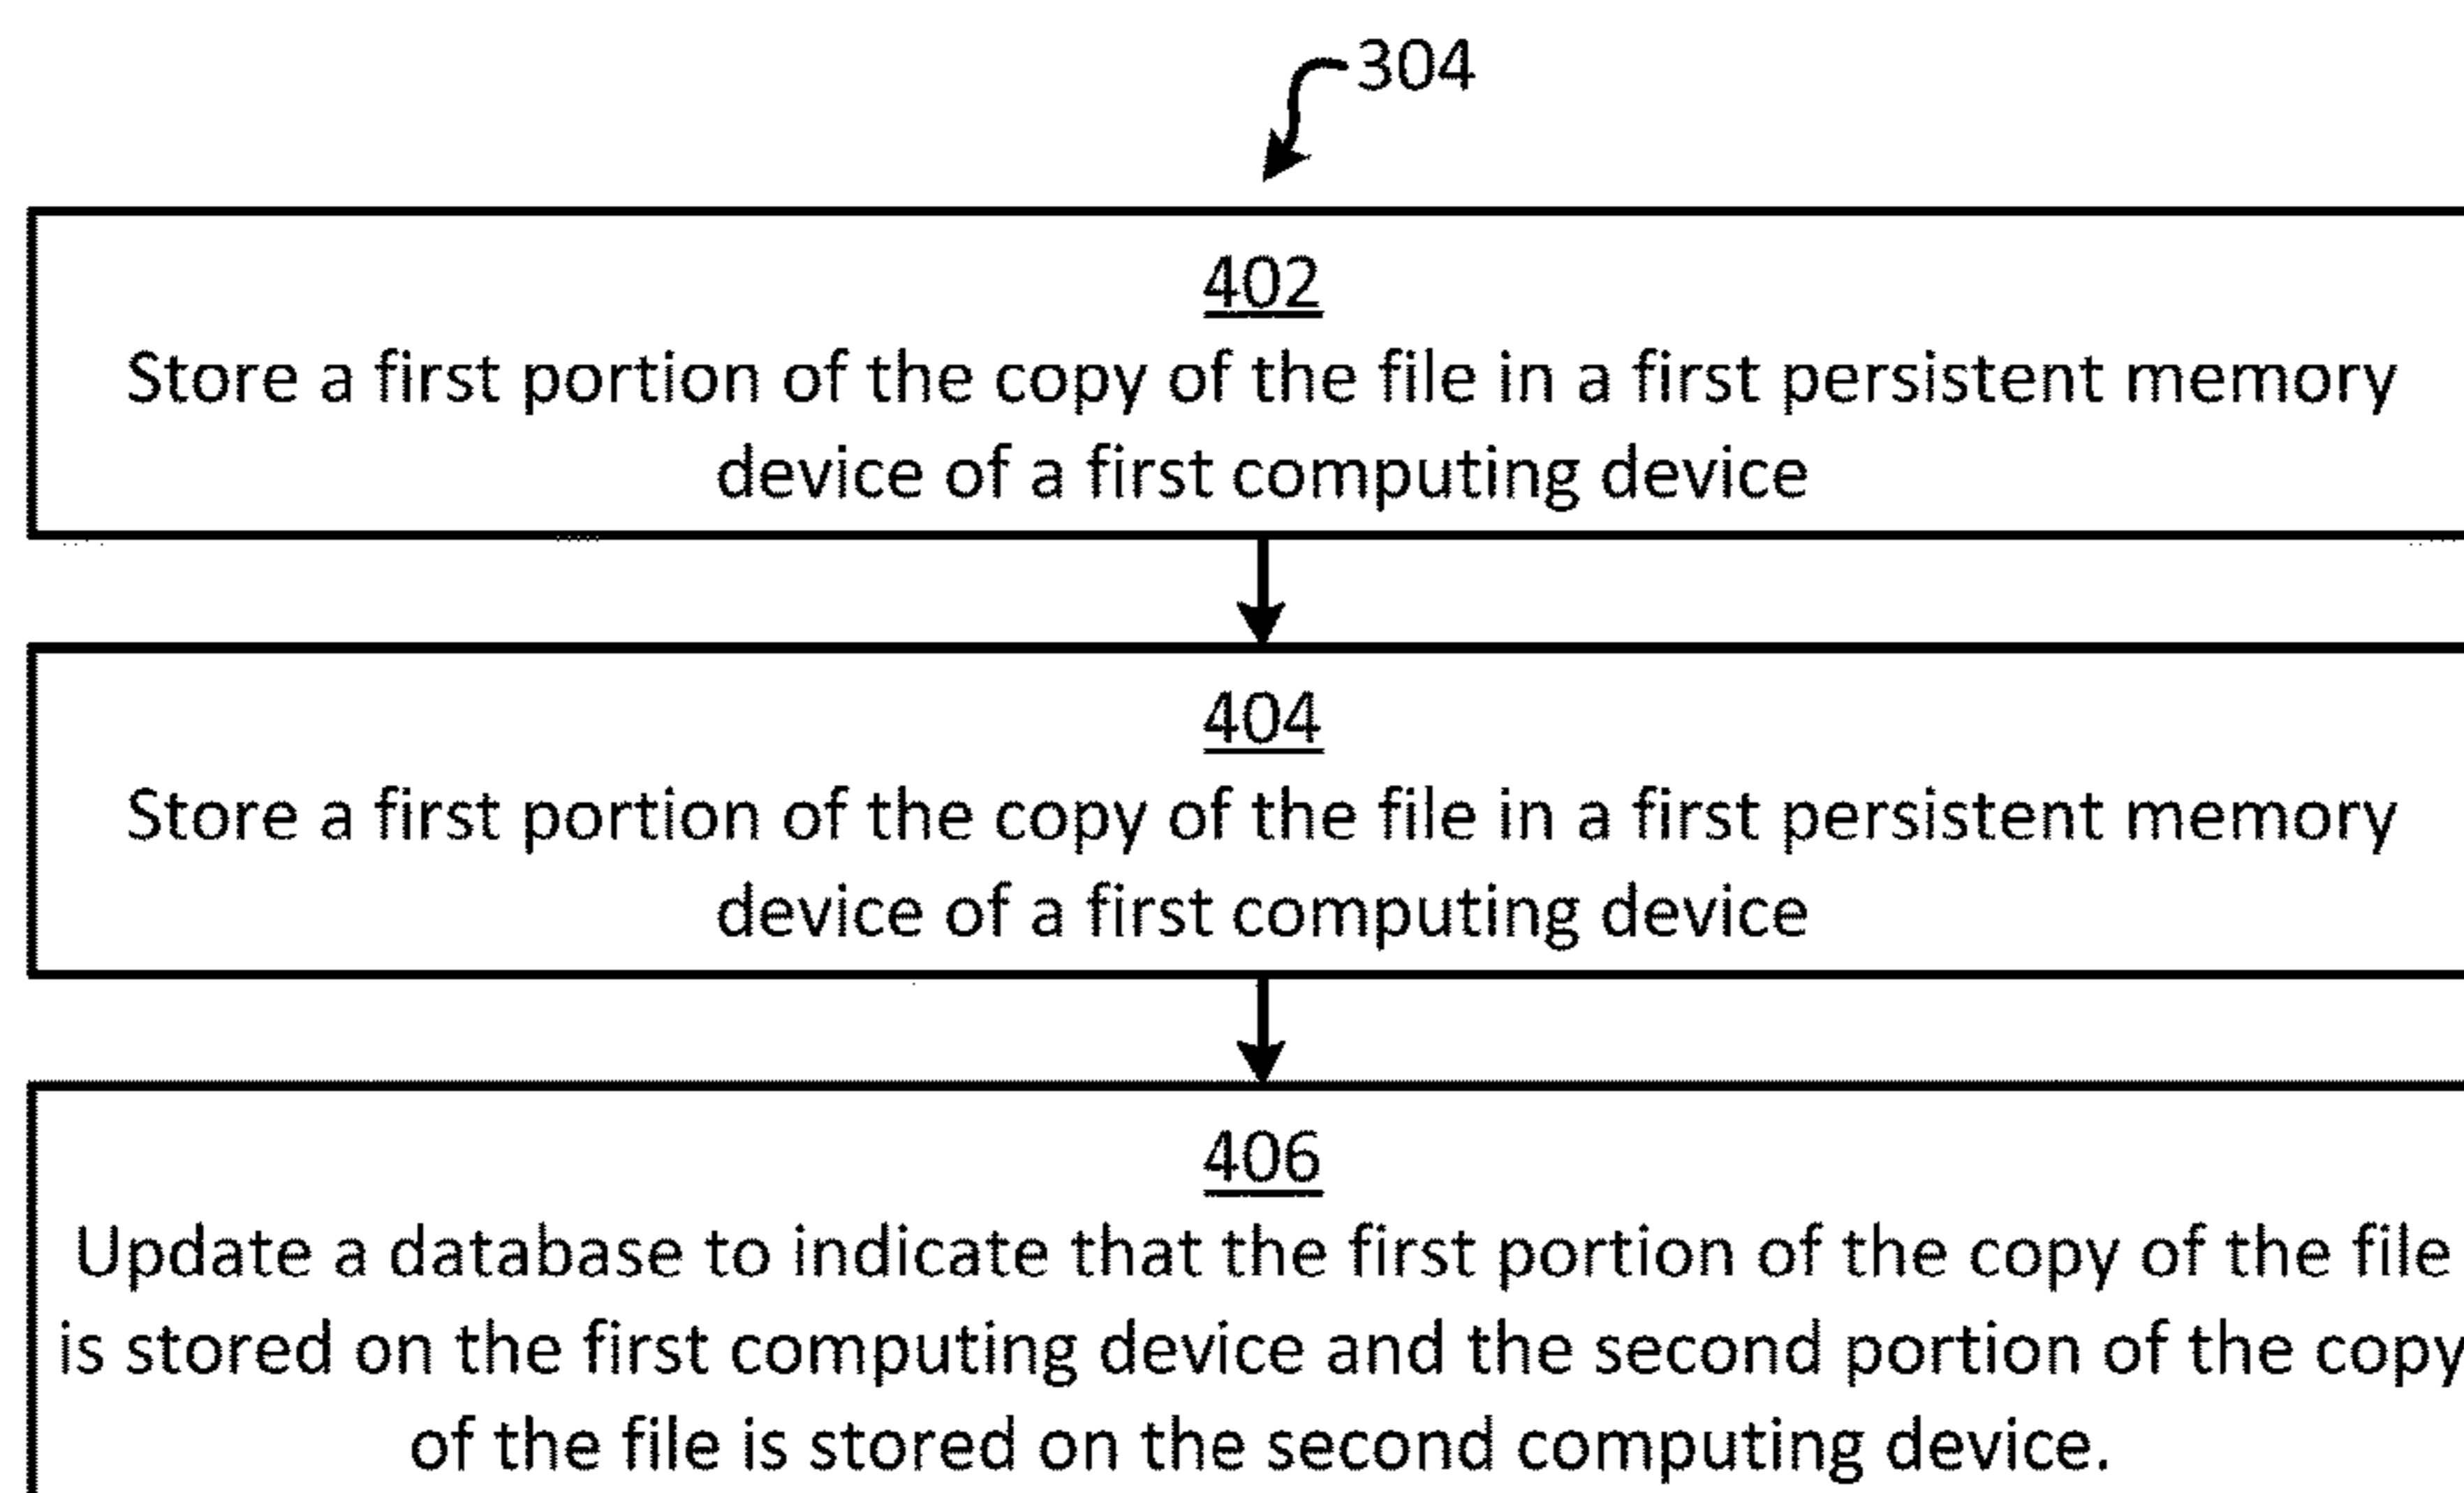 304
402
Store a first portion of the copy of the file in a first persistent memory
device of a first computing device
404
Store a first portion of the copy of the file in a first persistent memory
device of a first computing device
406
Update a database to indicate that the first portion of the copy of the file
is stored on the first computing device and the second portion of the copy
of the file is stored on the second computing device.